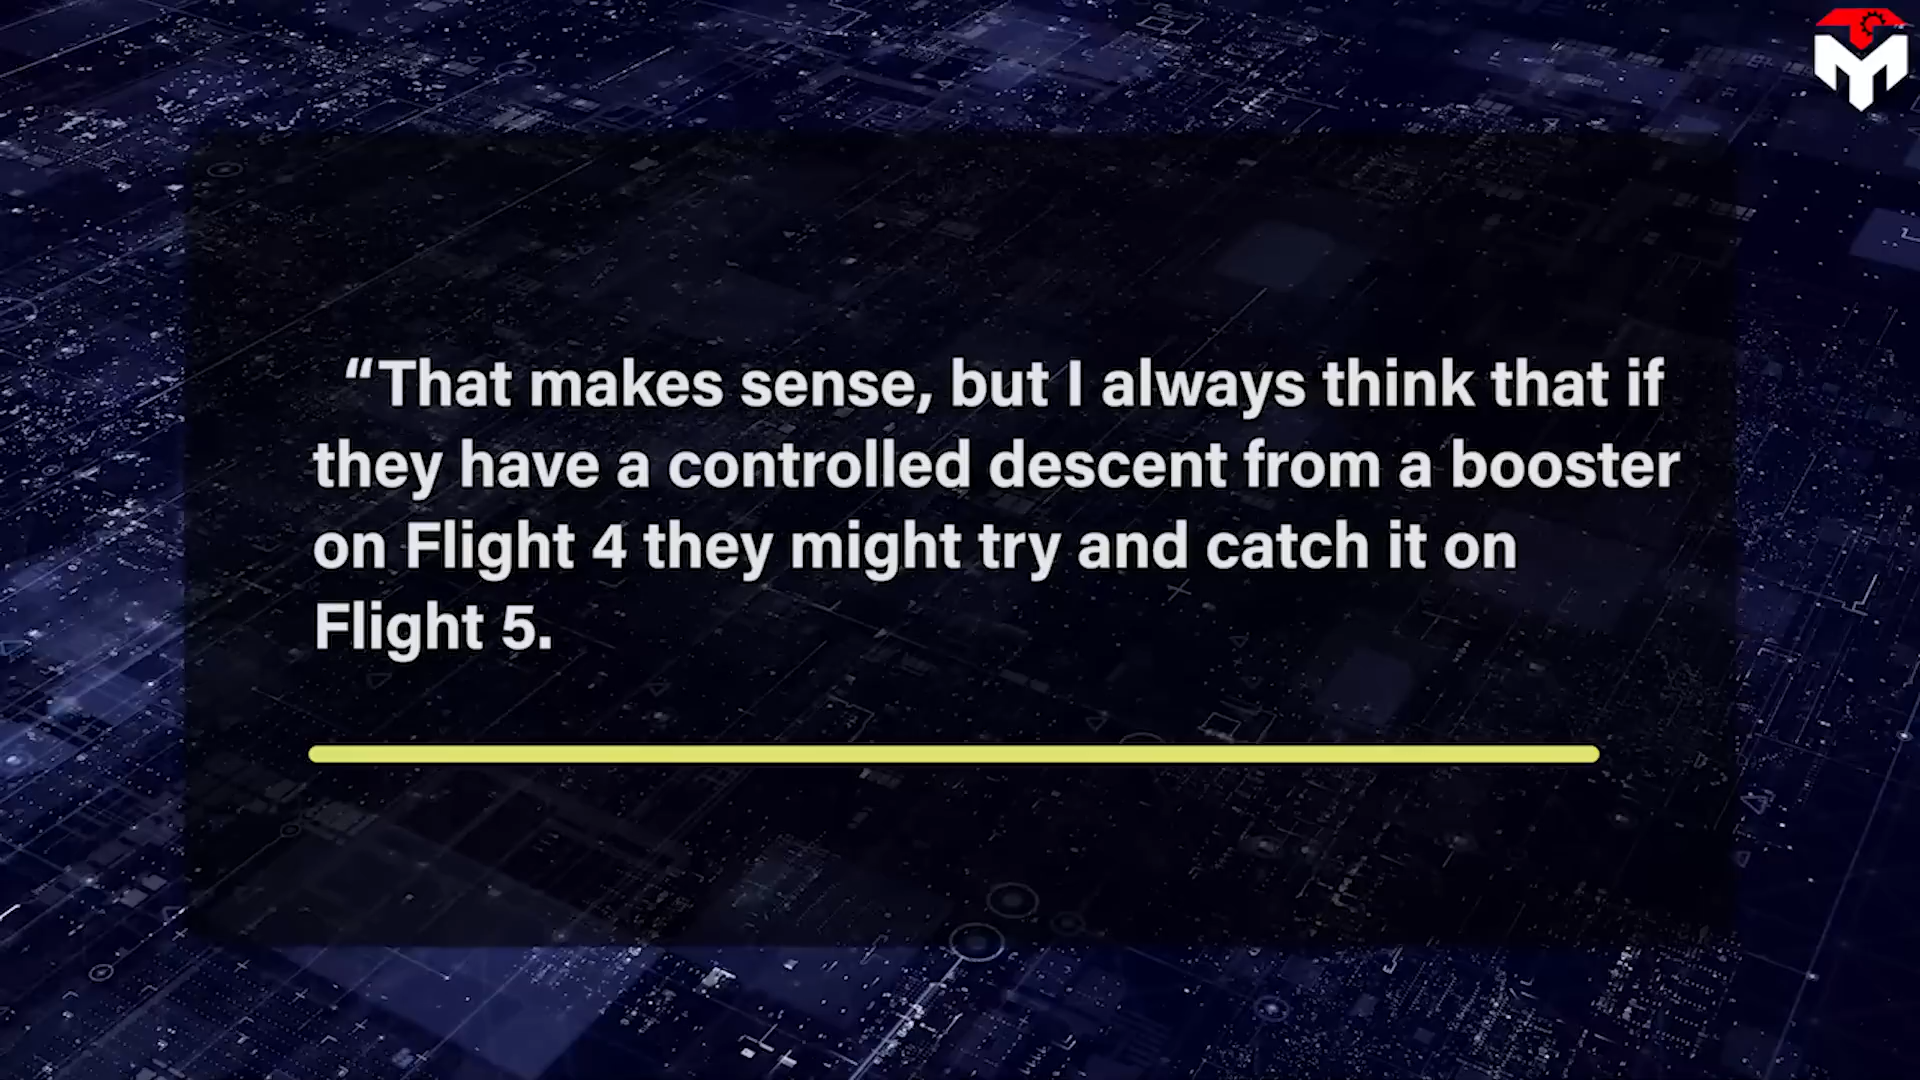 “That makes sense, but I always think that if
they have a controlled descent from a booster
on Flight 4 they might try and catch it on
Flight 5.